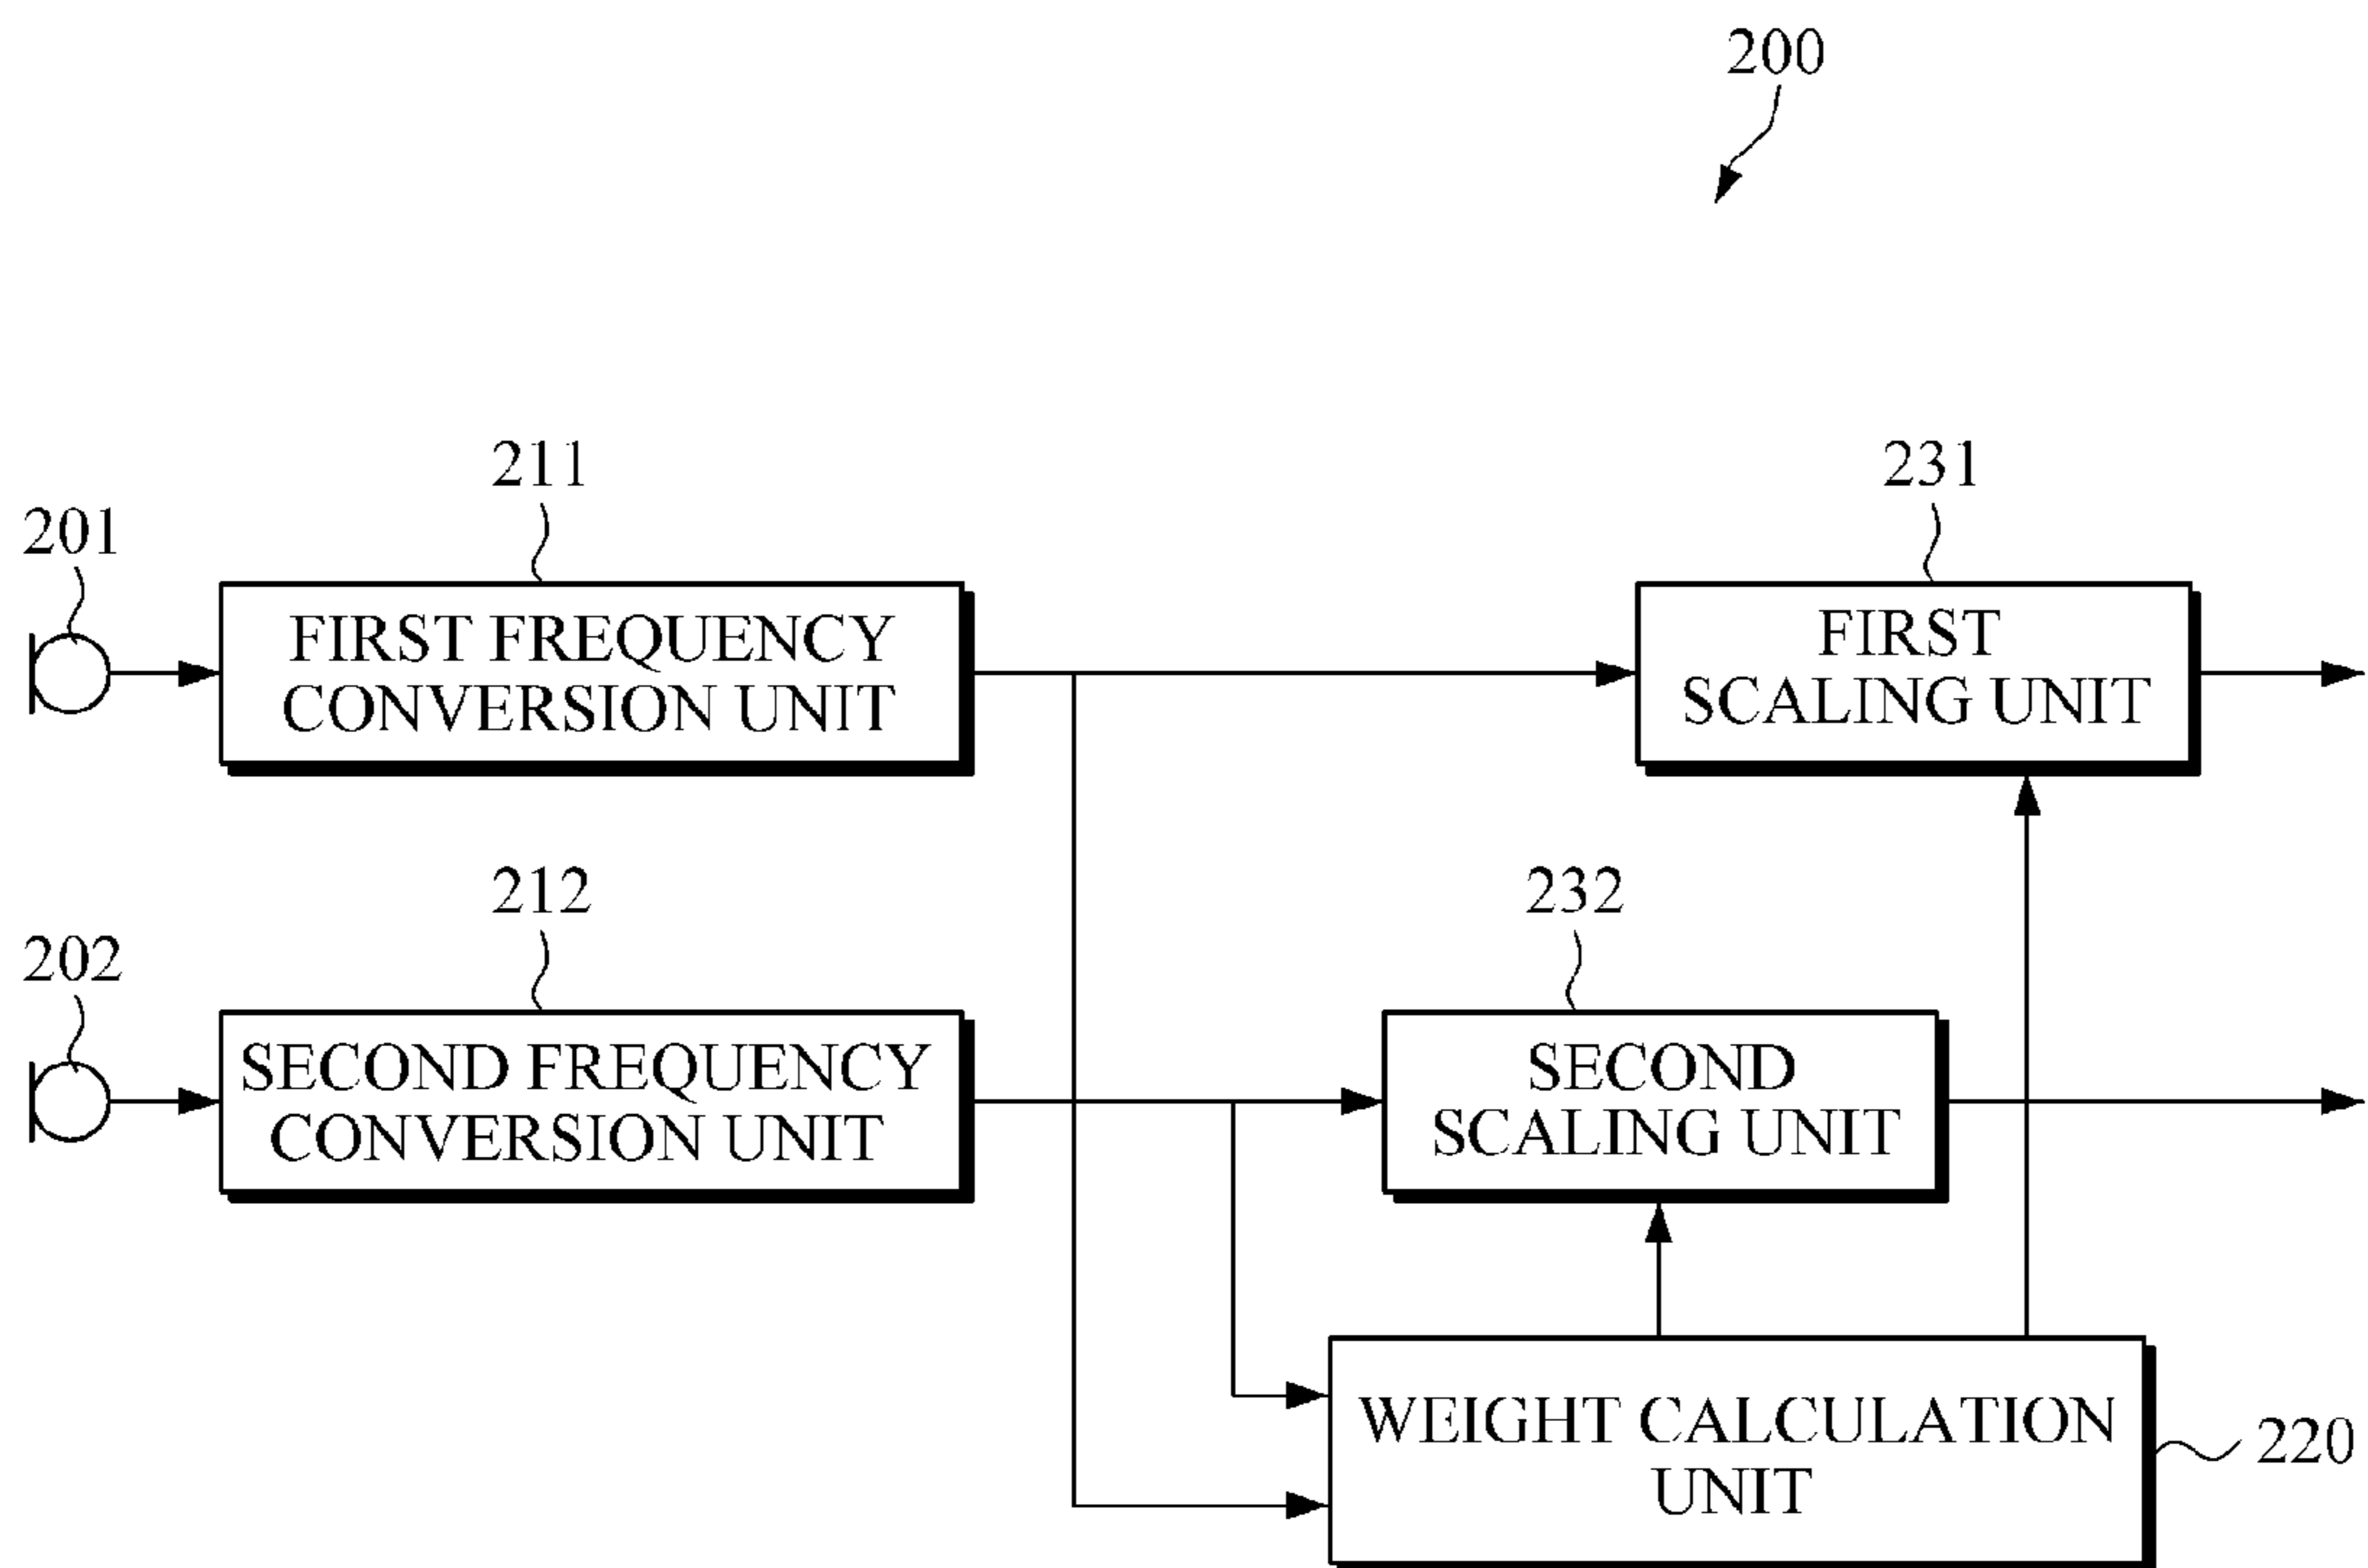 200
211
231
201
FIRST FREQUENCY
CONVERSION UNIT
FIRST
SCALING UNIT
212
232
202
SECOND FREQUENCY
CONVERSION UNIT
SECOND
SCALING UNIT
WEIGHT CALCULATION
UNIT
220